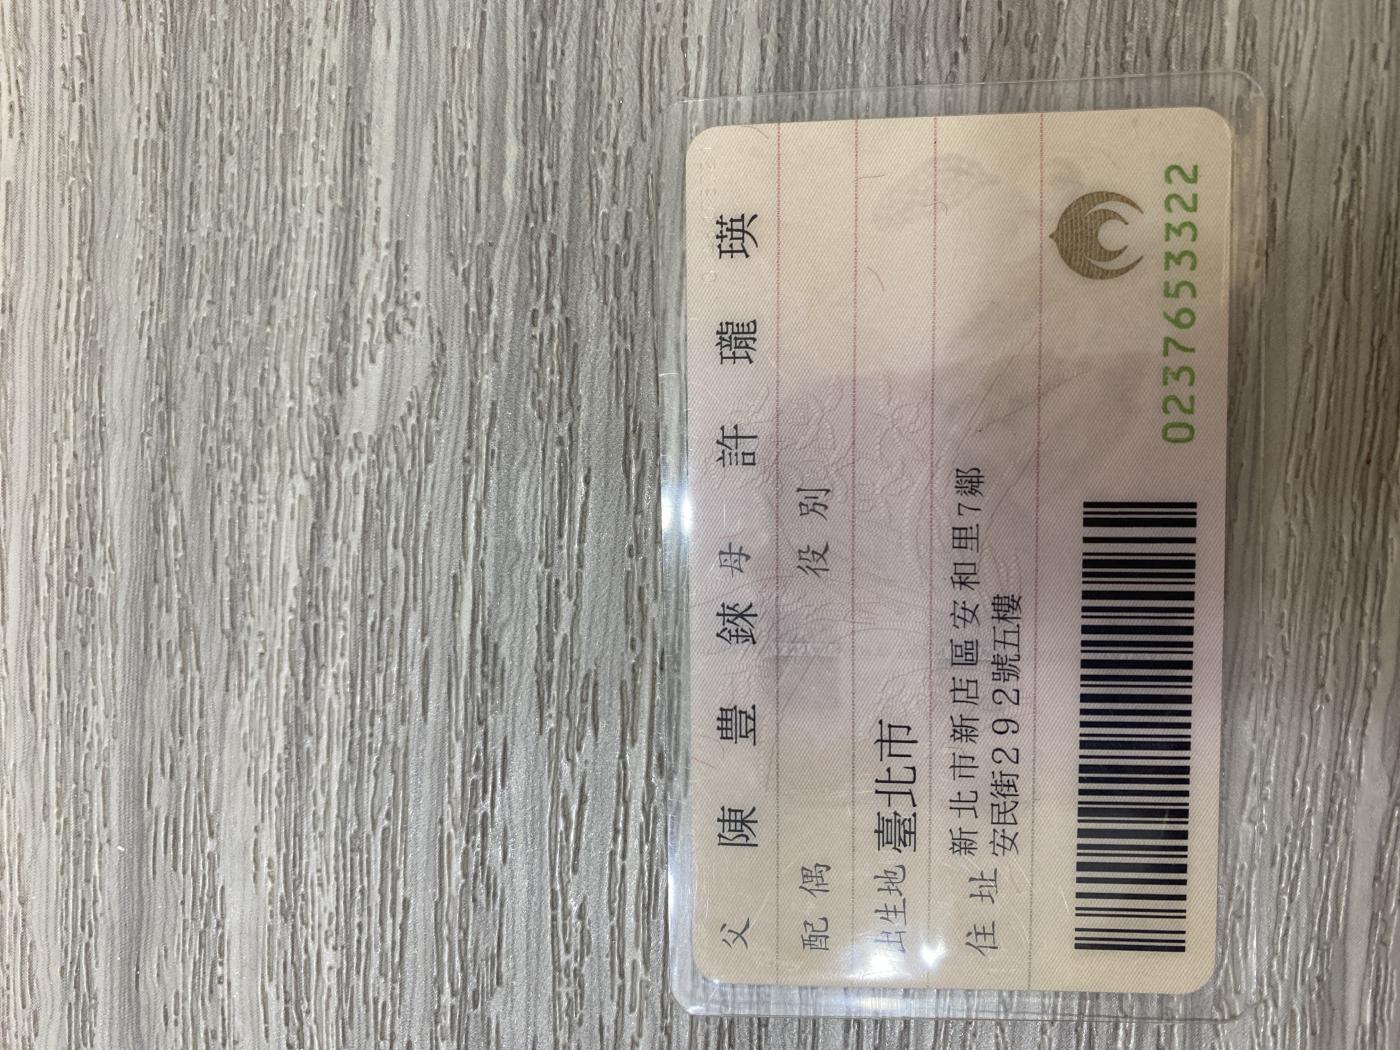 父 陳豐錸 母 許瓏瑛
配偶 役別
出生地 臺北市
住址 新北市新店區安和里7鄰
安民街292號五樓
0237653322